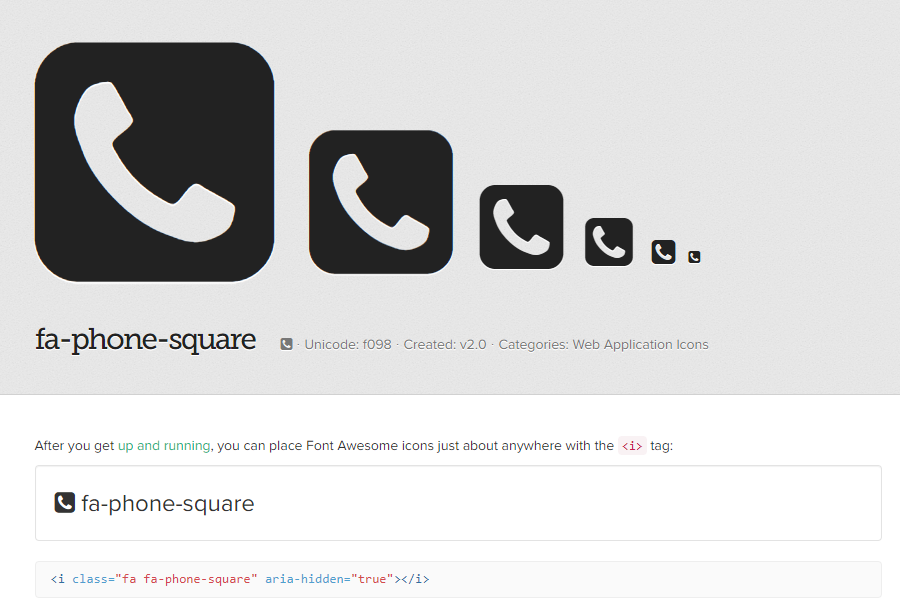 fa-phone-square · Unicode: f098 · Created: v2.0 · Categories: Web Application Icons
After you get up and running, you can place Font Awesome icons just about anywhere with the <i> tag:
fa-phone-square
<i class="fa fa-phone-square" aria-hidden="true"></i>